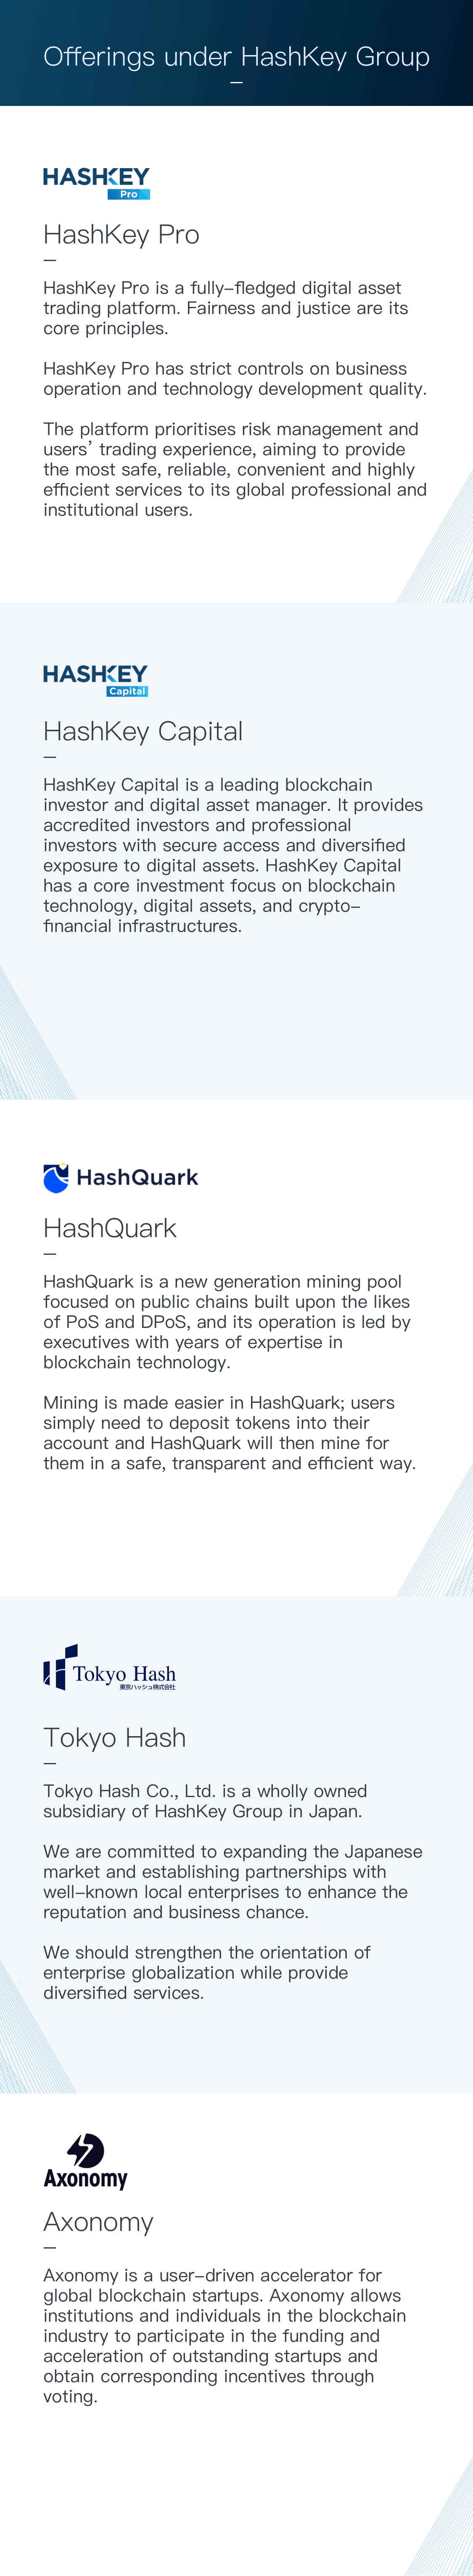 Offerings under HashKey Group
HASHKEY
Pro
HashKey Pro
HashKey Pro is a fully-fledged digital asset
trading platform. Fairness and justice are its
core principles.
HashKey Pro has strict controls on business
operation and technology development quality.
The platform prioritises risk management and
users’ trading experience, aiming to provide
the most safe, reliable, convenient and highly
efficient services to its global professional and
institutional users.
HASHKEY
Capital
HashKey Capital
HashKey Capital is a leading blockchain
investor and digital asset manager. It provides
accredited investors and professional
investors with secure access and diversified
exposure to digital assets. HashKey Capital
has a core investment focus on blockchain
technology, digital assets, and crypto-
financial infrastructures.
HashQuark
HashQuark
HashQuark is a new generation mining pool
focused on public chains built upon the likes
of PoS and DPoS, and its operation is led by
executives with years of expertise in
blockchain technology.
Mining is made easier in HashQuark; users
simply need to deposit tokens into their
account and HashQuark will then mine for
them in a safe, transparent and efficient way.
Tokyo Hash
東京ハッシュ株式会社
Tokyo Hash
Tokyo Hash Co., Ltd. is a wholly owned
subsidiary of HashKey Group in Japan.
We are committed to expanding the Japanese
market and establishing partnerships with
well-known local enterprises to enhance the
reputation and business chance.
We should strengthen the orientation of
enterprise globalization while provide
diversified services.
Axonomy
Axonomy
Axonomy is a user-driven accelerator for
global blockchain startups. Axonomy allows
institutions and individuals in the blockchain
industry to participate in the funding and
acceleration of outstanding startups and
obtain corresponding incentives through
voting.